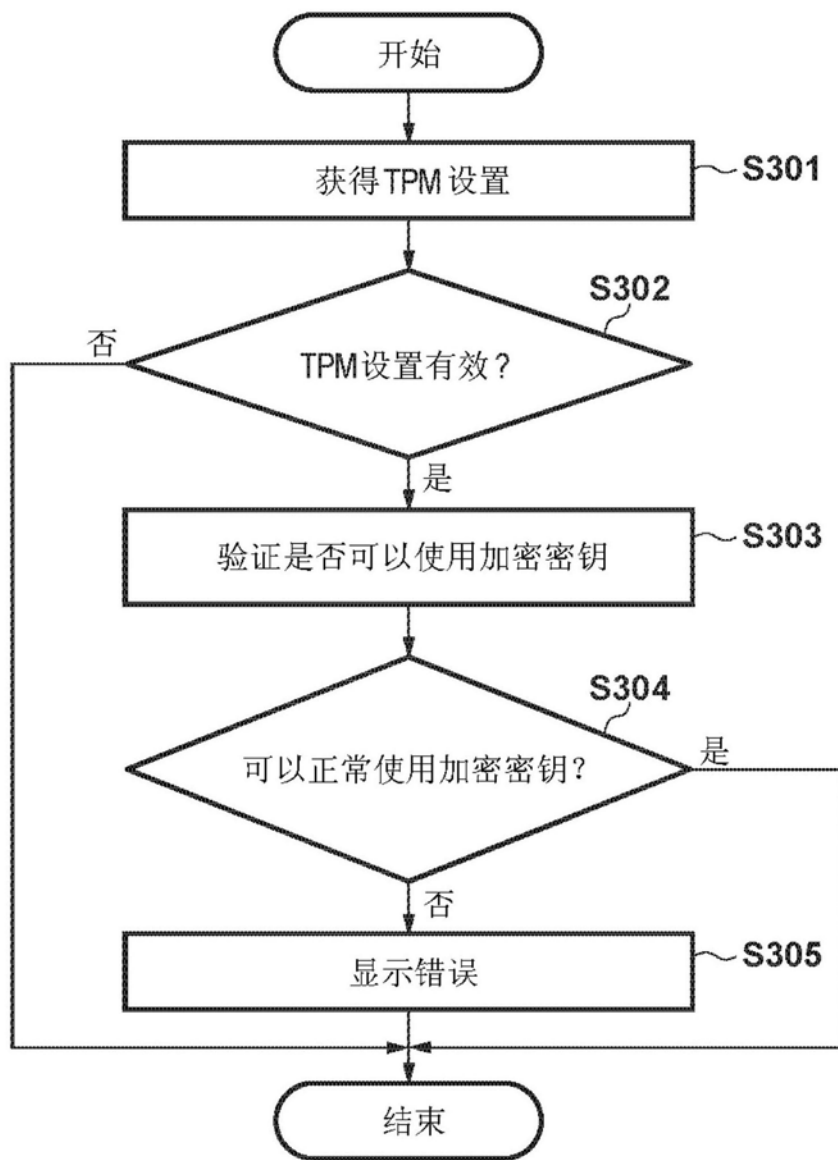 开始
获得TPM设置
S301
S302
否
TPM设置有效?
是
验证是否可以使用加密密钥
S303
S304
可以正常使用加密密钥?
是
否
显示错误
S305
结束